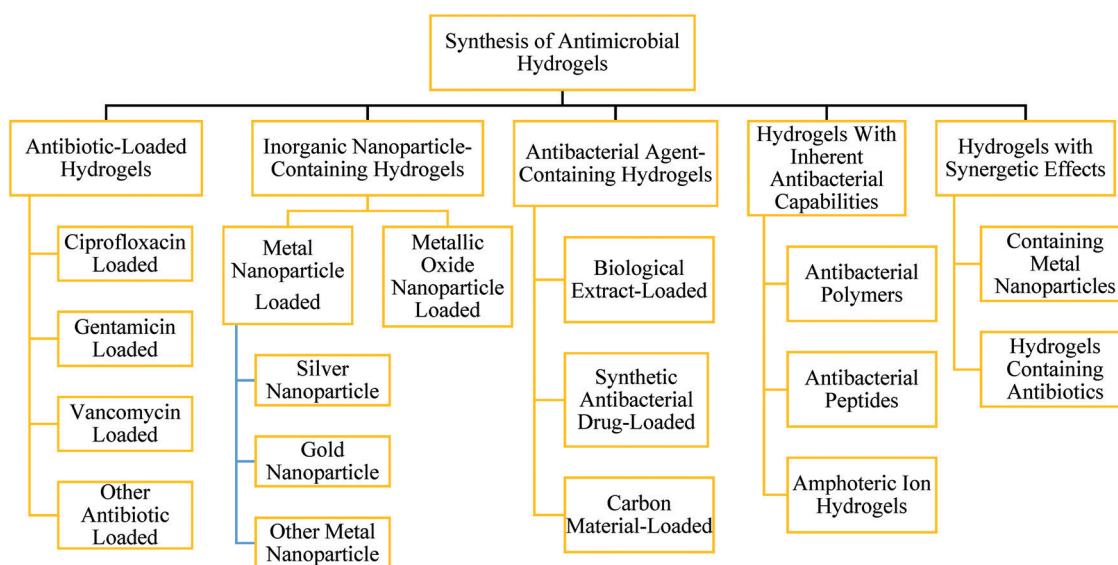 Synthesis of Antimicrobial
Hydrogels
Antibiotic-Loaded
Hydrogels
Ciprofloxacin
Loaded
Gentamicin
Loaded
Vancomycin
Loaded
Other
Antibiotic
Loaded
Inorganic Nanoparticle-
Containing Hydrogels
Metal
Nanoparticle
Loaded
Silver
Nanoparticle
Gold
Nanoparticle
Other Metal
Nanoparticle
Metallic
Oxide
Nanoparticle
Loaded
Antibacterial Agent-
Containing Hydrogels
Biological
Extract-Loaded
Synthetic
Antibacterial
Drug-Loaded
Carbon
Material-Loaded
Hydrogels With
Inherent
Antibacterial
Capabilities
Antibacterial
Polymers
Antibacterial
Peptides
Amphoteric Ion
Hydrogels
Hydrogels with
Synergetic Effects
Containing
Metal
Nanoparticles
Hydrogels
Containing
Antibiotics